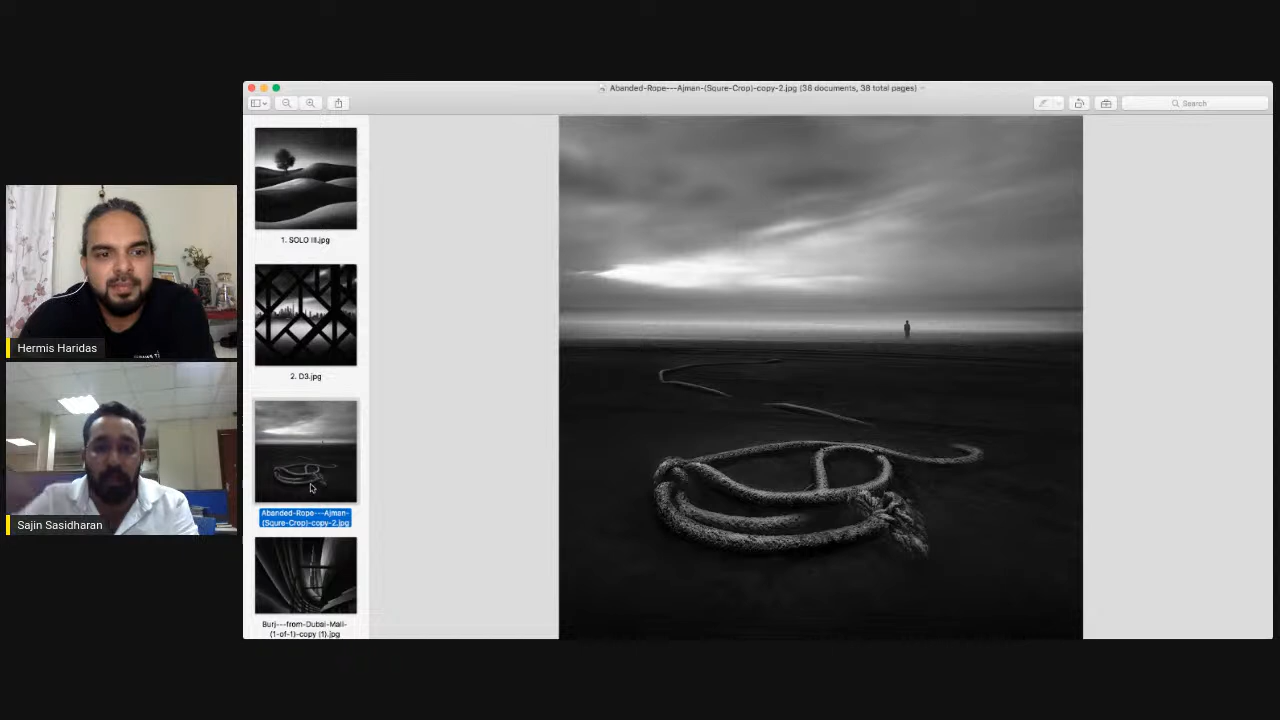 Abanded-Rope---Ajman-(Squre-Crop)-copy-2.jpg (36 documents, 38 total pages)
Search
1. SOLO III.jpg
2. D3.jpg
Abanded-Rope---Ajman-
(Squre-Crop)-copy-2.jpg
Burj---from-Dubai-Mall-
(1-of-1)-copy (1).jpg
Hermis Haridas
Sajin Sasidharan